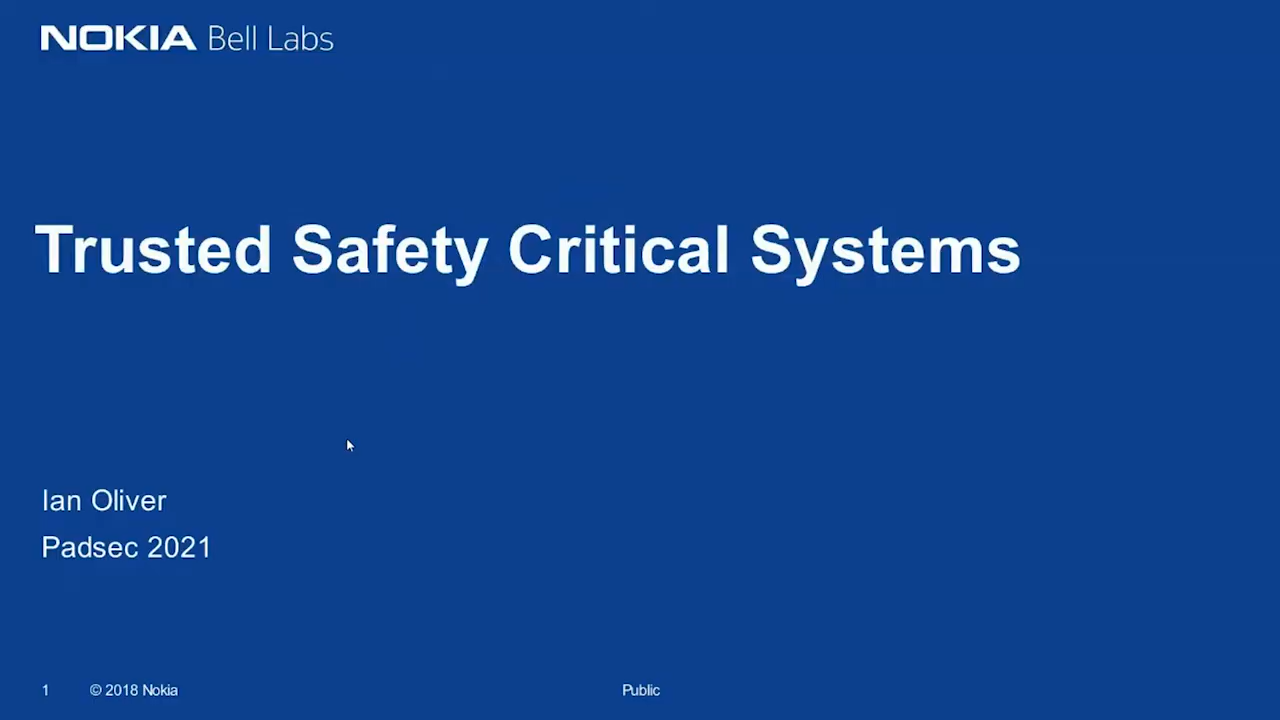 NOKIA Bell Labs
Trusted Safety Critical Systems
Ian Oliver
Padsec 2021
1 © 2018 Nokia Public